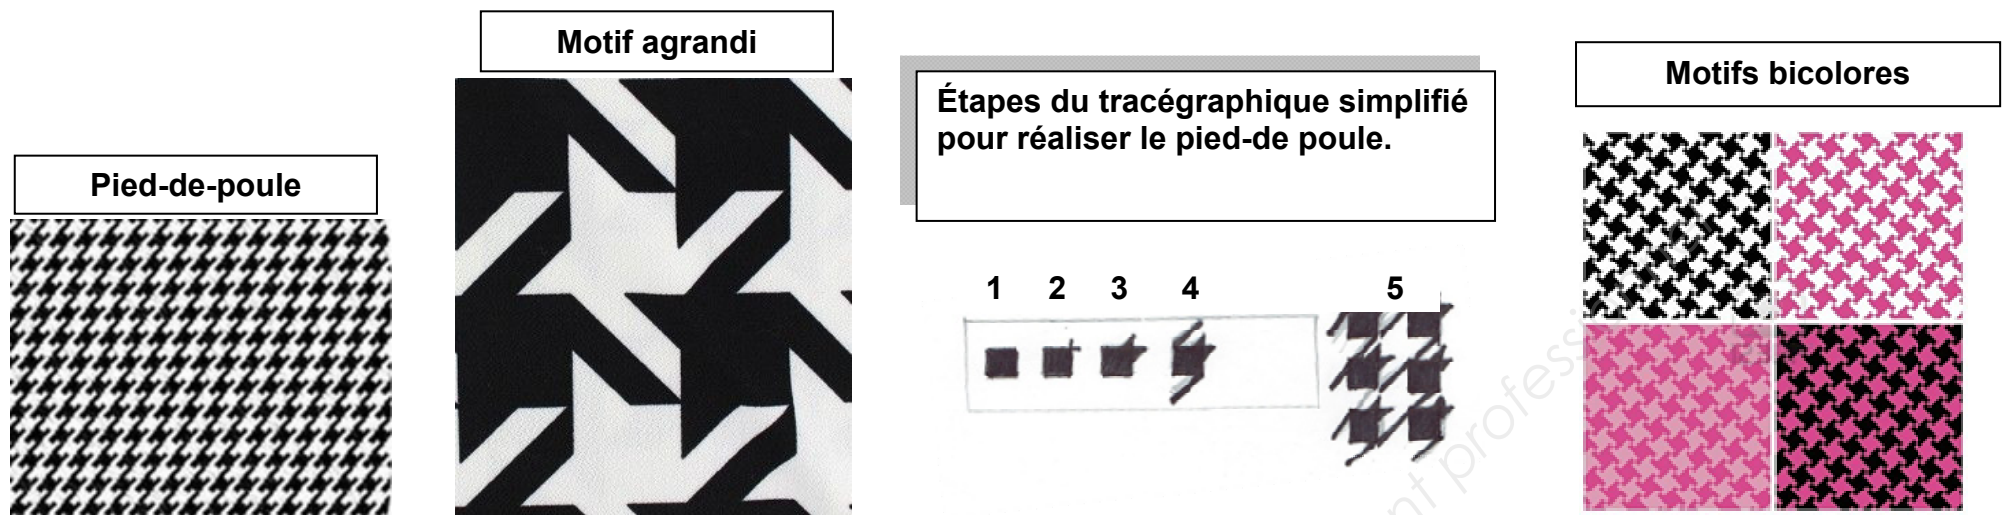 Pied-de-poule
Motif agrandi
Étapes du tracégraphique simplifié
pour réaliser le pied-de poule.
1 2 3 4 5
Motifs bicolores
professi